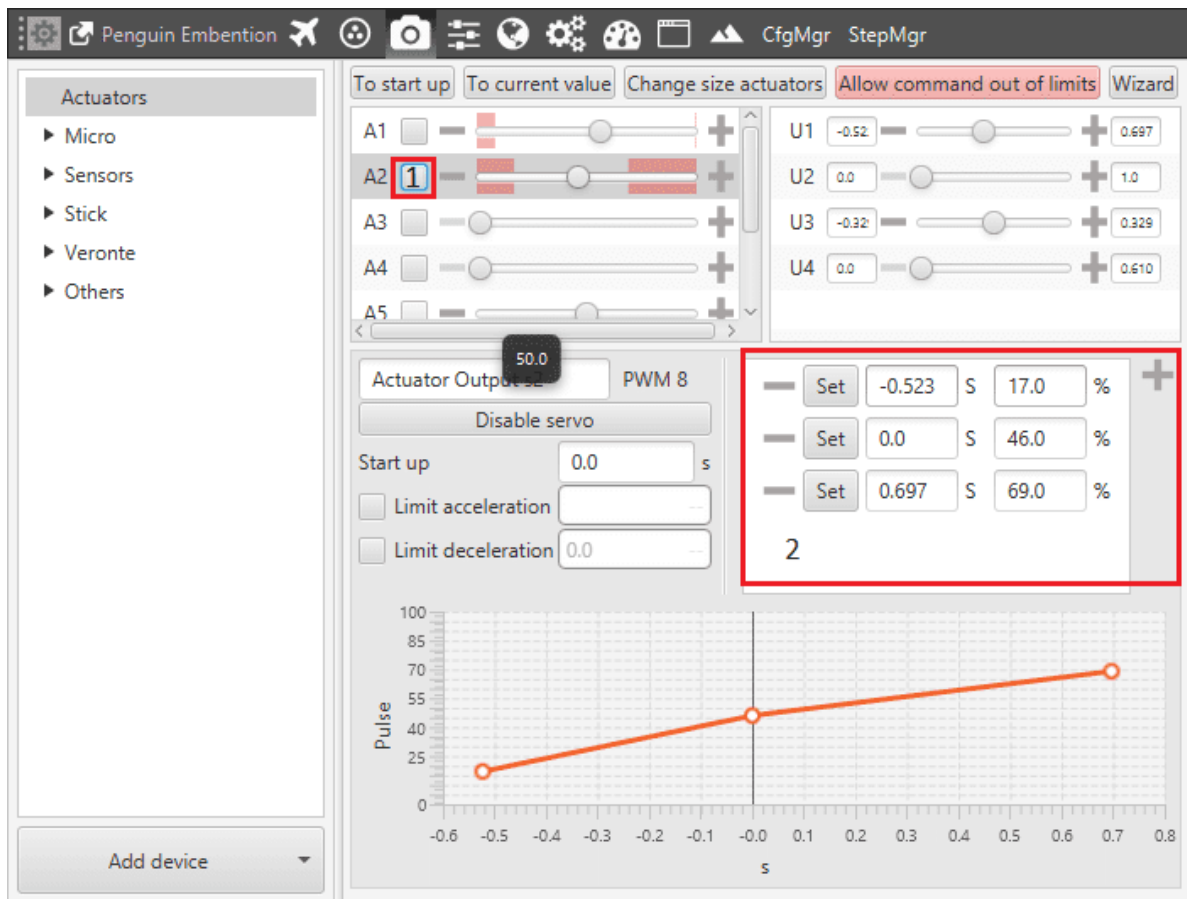 Penguin Embention CfgMgr StepMgr
Actuators
Micro
Sensors
Stick
Veronte
Others
Add device
To start up To current value Change size actuators Allow command out of limits Wizard
A1
A2 1
A3
A4
A5
U1 -0.52 0.697
U2 0.0 1.0
U3 -0.32 0.329
U4 0.0 0.610
50.0
Actuator Output s2 PWM 8
Disable servo
Start up 0.0 s
Limit acceleration --
Limit deceleration 0.0 --
Set -0.523 S 17.0 %
Set 0.0 S 46.0 %
Set 0.697 S 69.0 %
2
100
85
70
55
40
25
0
Pulse
-0.6 -0.5 -0.4 -0.3 -0.2 -0.1 -0.0 0.1 0.2 0.3 0.4 0.5 0.6 0.7 0.8
s